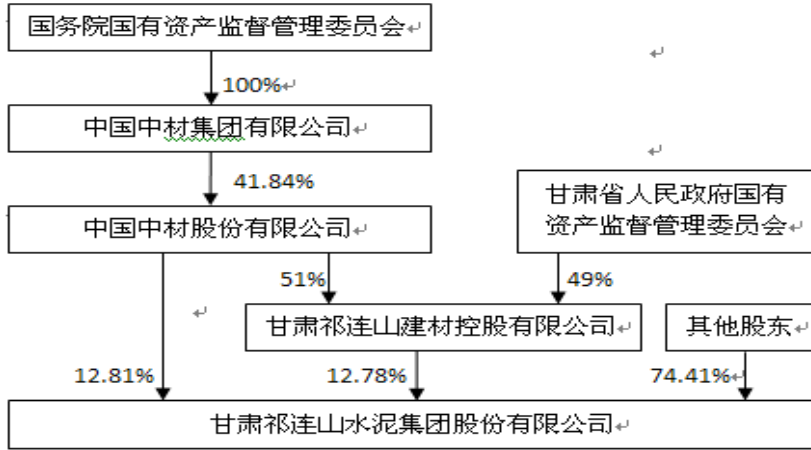 国务院国有资产监督管理委员会
100%
中国中材集团有限公司
41.84%
甘肃省人民政府国有
资产监督管理委员会
中国中材股份有限公司
51%
49%
甘肃祁连山建材控股有限公司
其他股东
12.81%
12.78%
74.41%
甘肃祁连山水泥集团股份有限公司